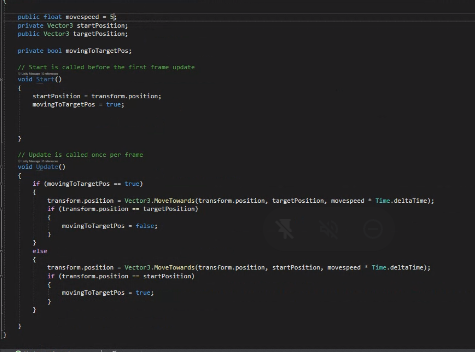 {
public float movespeed = 5;
private Vector3 startPosition;
public Vector3 targetPosition;
private bool movingToTargetPos;
// Start is called before the first frame update
void Start()
{
startPosition = transform.position;
movingToTargetPos = true;
}
// Update is called once per frame
void Update()
{
if (movingToTargetPos == true)
{
transform.position = Vector3.MoveTowards(transform.position, targetPosition, movespeed * Time.deltaTime);
if (transform.position == targetPosition)
{
movingToTargetPos = false;
}
}
else
{
transform.position = Vector3.MoveTowards(transform.position, startPosition, movespeed * Time.deltaTime);
if (transform.position == startPosition)
{
movingToTargetPos = true;
}
}
}
}